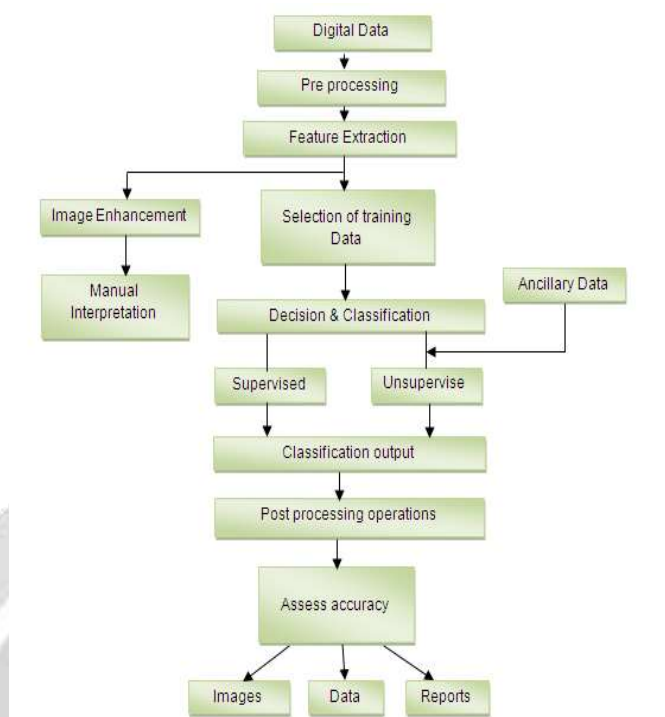 Digital Data
Pre processing
Feature Extraction
Image Enhancement
Selection of training
Data
Manual
Interpretation
Ancillary Data
Decision & Classification
Supervised
Unsupervise
Classification output
Post processing operations
Assess accuracy
Images
Data
Reports